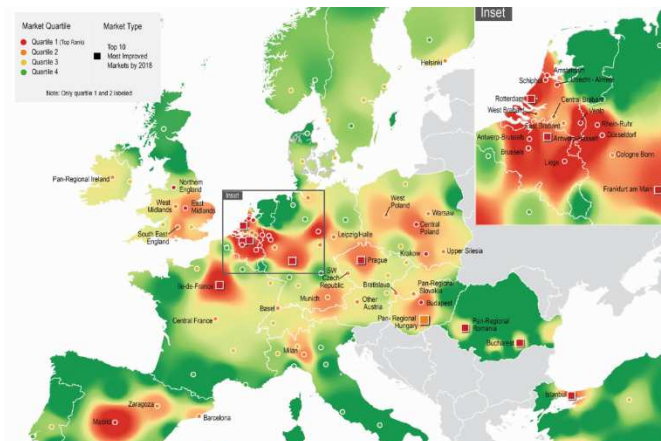 Market Quartile
Quartile 1 (Top Rank)
Quartile 2
Quartile 3
Quartile 4
Market Type
Top 10
Most Improved
Markets by 2018
Note: Only quartile 1 and 2 labeled
Helsinki
Pan-Regional Ireland
Northern
England
West
Midlands
East
Midlands
South East
England
Inset
Leipzig/Halle
West
Poland
Warsaw
Central
Poland
Krakow
Upper Silesia
Prague
SW
Czech
Republic
Bratislava
Pan-Regional
Slovakia
Île-de-France
Munich
Other
Austria
Budapest
Pan- Regional
Hungary
Pan-Regional
Romania
Bucharest
Basel
Central France
Milan
Istanbul
Zaragoza
Madrid
Barcelona
Inset
Amsterdam
Schiphol
Utrecht - Almere
Rotterdam
West Brabant
Central Brabant
East Brabant
Venlo
Rhein-Ruhr
Antwerp-Brussels
Düsseldorf
Brussels
Cologne Bonn
Liege
Frankfurt am Main